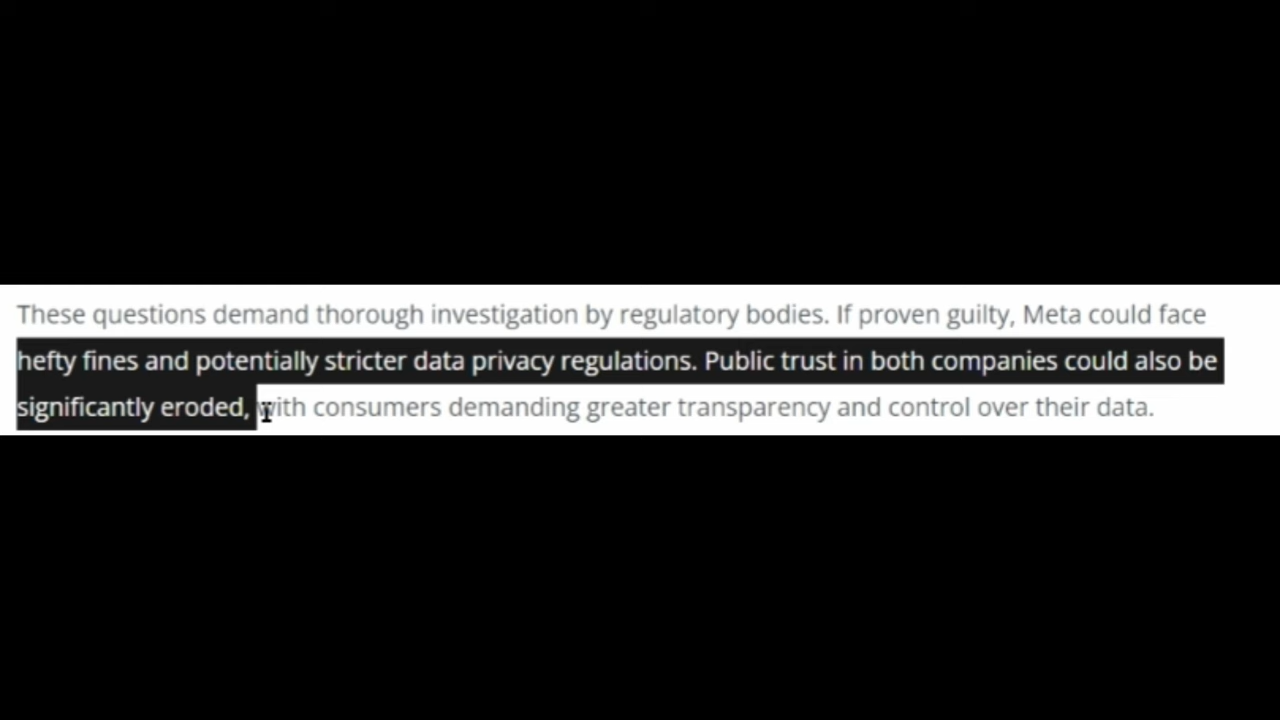 These questions demand thorough investigation by regulatory bodies. If proven guilty, Meta could face
hefty fines and potentially stricter data privacy regulations. Public trust in both companies could also be
significantly eroded, with consumers demanding greater transparency and control over their data.